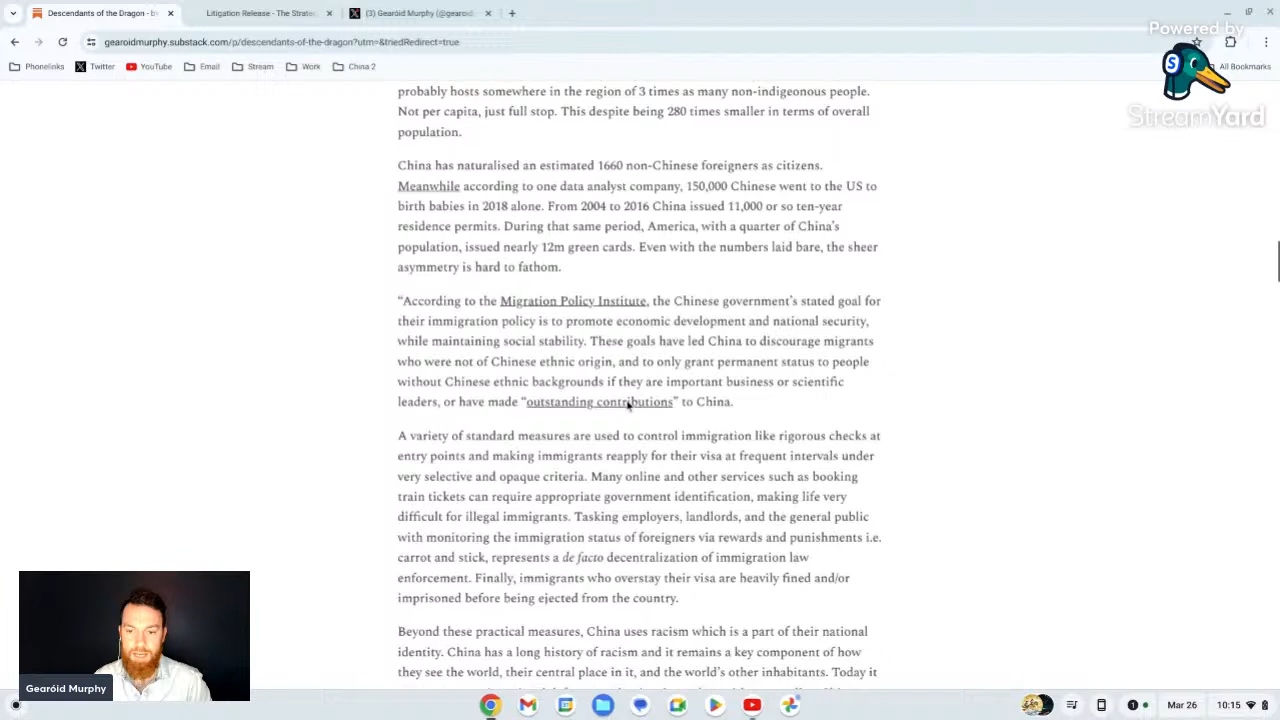 Descendants of the Dragon - by
Litigation Release - The Strate
(3) Gearóid Murphy (@gearoid
gearoidmurphy.substack.com/p/descendants-of-the-dragon?utm=&triedRedirect=true
Phonelinks
Twitter
YouTube
Email
Stream
Work
China 2
All Bookmarks
Powered by
StreamYard
probably hosts somewhere in the region of 3 times as many non-indigeonous people.
Not per capita, just full stop. This despite being 280 times smaller in terms of overall
population.
China has naturalised an estimated 1660 non-Chinese foreigners as citizens.
Meanwhile according to one data analyst company, 150,000 Chinese went to the US to
birth babies in 2018 alone. From 2004 to 2016 China issued 11,000 or so ten-year
residence permits. During that same period, America, with a quarter of China's
population, issued nearly 12m green cards. Even with the numbers laid bare, the sheer
asymmetry is hard to fathom.
"According to the Migration Policy Institute, the Chinese government's stated goal for
their immigration policy is to promote economic development and national security,
while maintaining social stability. These goals have led China to discourage migrants
who were not of Chinese ethnic origin, and to only grant permanent status to people
without Chinese ethnic backgrounds if they are important business or scientific
leaders, or have made "outstanding contributions" to China.
A variety of standard measures are used to control immigration like rigorous checks at
entry points and making immigrants reapply for their visa at frequent intervals under
very selective and opaque criteria. Many online and other services such as booking
train tickets can require appropriate government identification, making life very
difficult for illegal immigrants. Tasking employers, landlords, and the general public
with monitoring the immigration status of foreigners via rewards and punishments i.e.
carrot and stick, represents a de facto decentralization of immigration law
enforcement. Finally, immigrants who overstay their visa are heavily fined and/or
imprisoned before being ejected from the country.
Beyond these practical measures, China uses racism which is a part of their national
identity. China has a long history of racism and it remains a key component of how
they see the world, their central place in it, and the world's other inhabitants. Today it
Gearóid Murphy
Mar 26
10:15